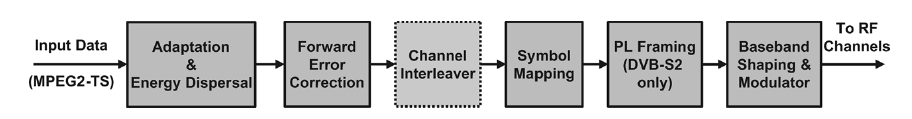 Input Data
(MPEG2-TS)
Adaptation
&
Energy Dispersal
Forward
Error
Correction
Channel
Interleaver
Symbol
Mapping
PL Framing
(DVB-S2
only)
Baseband
Shaping &
Modulator
To RF
Channels